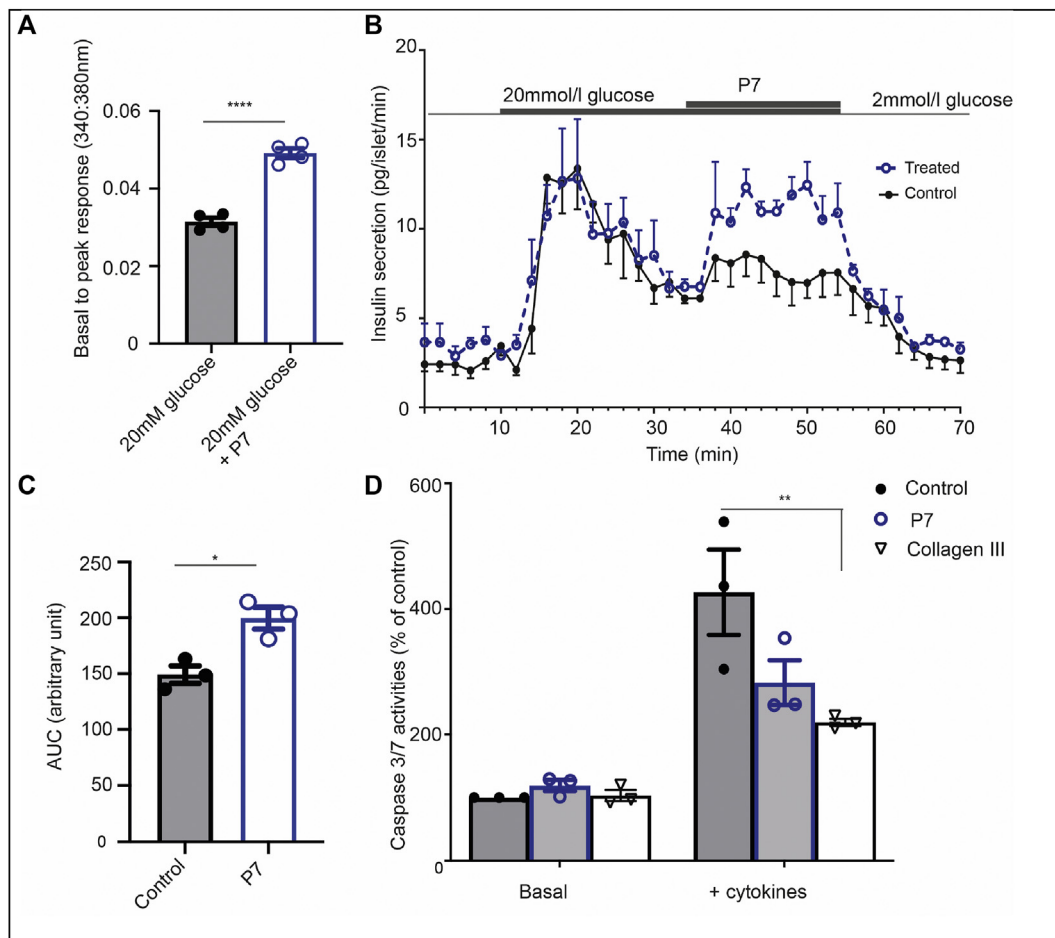 A
Basal to peak response (340:380nm)
0.06
0.04
0.02
0
****
20mM glucose
20mM glucose
+ P7
B
Insulin secretion (pg/islet/min)
20
15
10
5
0
20mmol/l glucose
P7
2mmol/l glucose
Treated
Control
10
20
30
40
50
60
70
Time (min)
C
AUC (arbitrary unit)
250
200
150
100
50
0
*
Control
P7
D
Caspase 3/7 activities (% of control)
600
400
200
0
**
Control
P7
Collagen III
Basal
+ cytokines